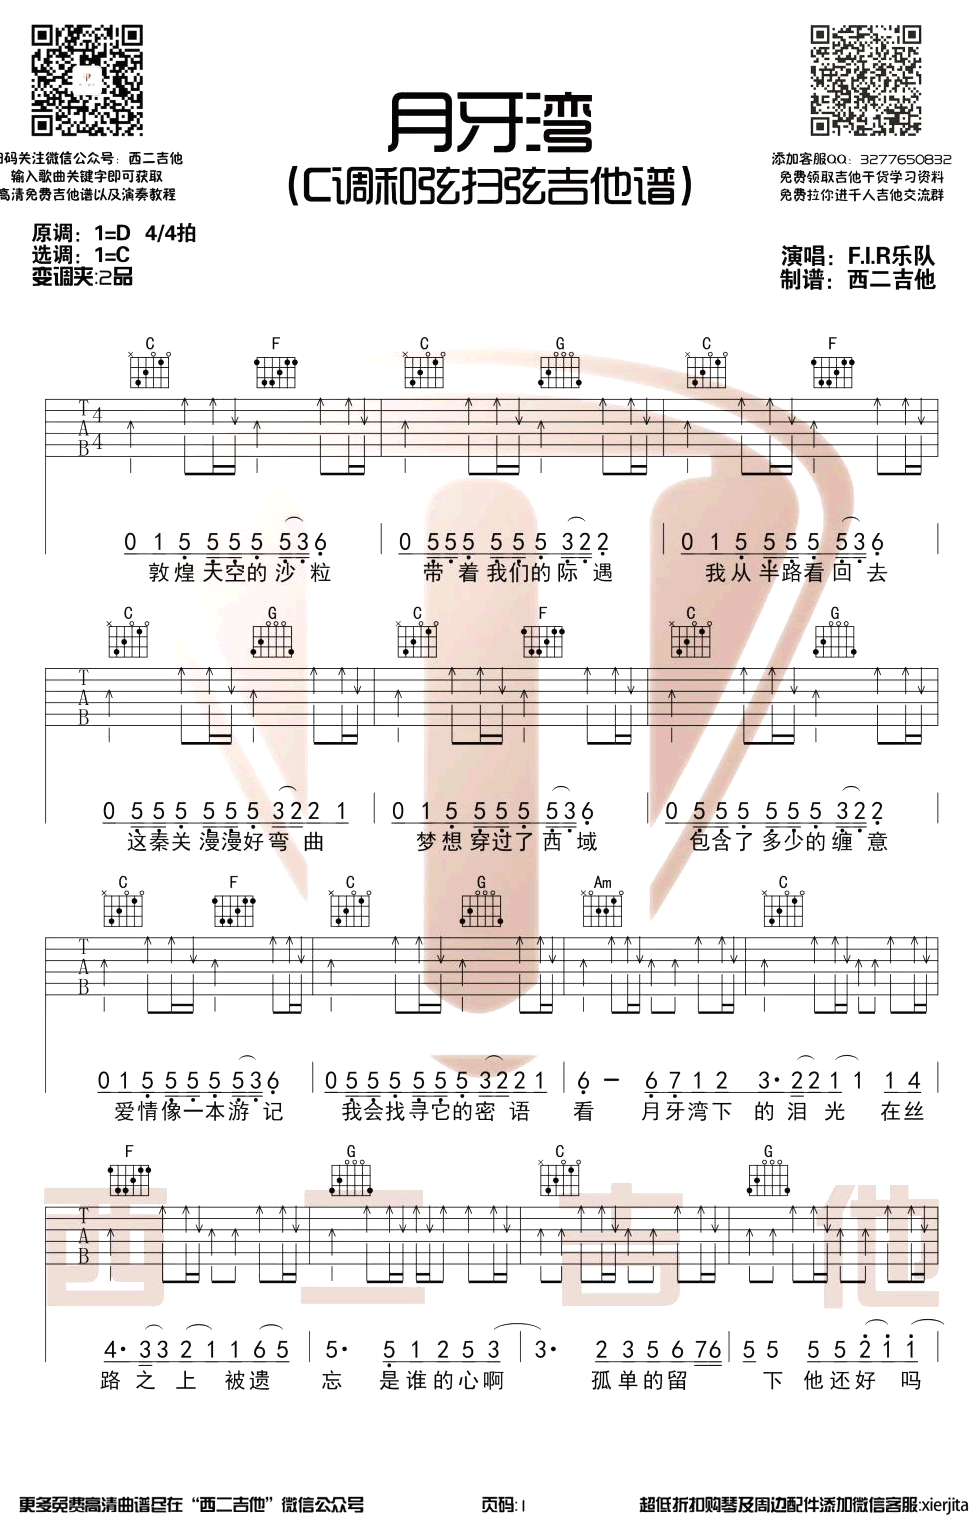 月牙湾
(C调和弦扫弦吉他谱)
扫码关注微信公众号：西二吉他
输入歌曲关键字即可获取
高清免费吉他谱以及演奏教程
添加客服QQ：3277650832
免费领取吉他干货学习资料
免费拉你进千人吉他交流群
原调：1=D 4/4拍
选调：1=C
变调夹:2品
演唱：F.I.R乐队
制谱：西二吉他
C F C G C F
T 4
A
B 4
0 1 5 5 5 5 5 3 6 0 5 5 5 5 5 5 3 2 2 0 1 5 5 5 5 5 3 6
敦煌天空的沙粒 带着我们的际遇 我从半路看回去
C G C F C G
T
A
B
0 5 5 5 5 5 5 3 2 2 1 0 1 5 5 5 5 5 3 6 0 5 5 5 5 5 5 3 2 2
这秦关漫漫好弯曲 梦想穿过了西域 包含了多少的缠意
C F C G Am C
T
A
B
0 1 5 5 5 5 5 3 6 0 5 5 5 5 5 5 3 2 2 1 6 － 6 7 1 2 3· 2 2 1 1 1 4
爱情像一本游记 我会找寻它的密语 看 月牙湾下的泪光 在丝
F G C G
T
A
B
4· 3 3 2 1 1 6 5 5· 5 1 2 5 3 3· 2 3 5 6 7 6 5 5 5 5 2 1 1
路之上被遗 忘 是谁的心啊 孤单的留 下 他还好吗
西二吉他
更多免费高清曲谱尽在“西二吉他”微信公众号
页码:1
超低折扣购琴及周边配件添加微信客服:xierjita